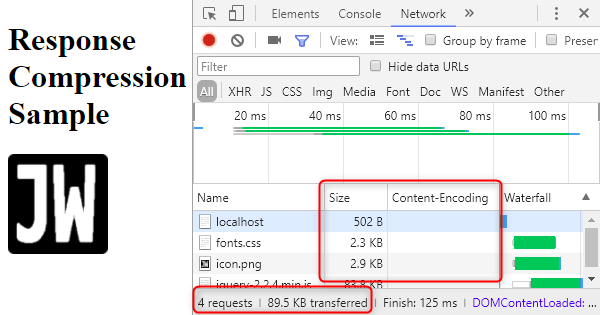 Response
Compression
Sample
JW
Elements Console Network
View: Group by frame Preser
Filter Hide data URLs
All XHR JS CSS Img Media Font Doc WS Manifest Other
20 ms 40 ms 60 ms 80 ms 100 ms
Name Size Content-Encoding Waterfall
localhost 502 B
fonts.css 2.3 KB
icon.png 2.9 KB
jquery-2.2.4.min.js 83.8 KB
4 requests | 89.5 KB transferred | Finish: 125 ms | DOMContentLoaded: ...